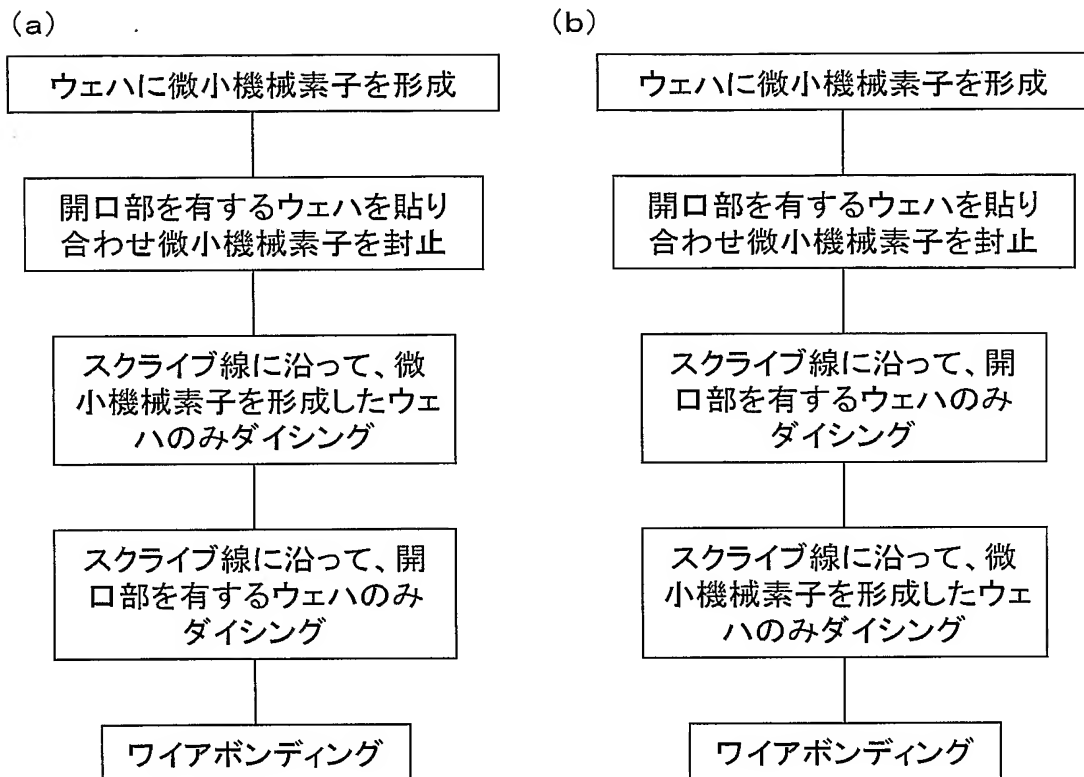 (a)
ウェハに微小機械素子を形成
開口部を有するウェハを貼り
合わせ微小機械素子を封止
スクライブ線に沿って、微
小機械素子を形成したウェ
ハのみダイシング
スクライブ線に沿って、開
口部を有するウェハのみ
ダイシング
ワイアボンディング
(b)
ウェハに微小機械素子を形成
開口部を有するウェハを貼り
合わせ微小機械素子を封止
スクライブ線に沿って、開
口部を有するウェハのみ
ダイシング
スクライブ線に沿って、微
小機械素子を形成したウェ
ハのみダイシング
ワイアボンディング